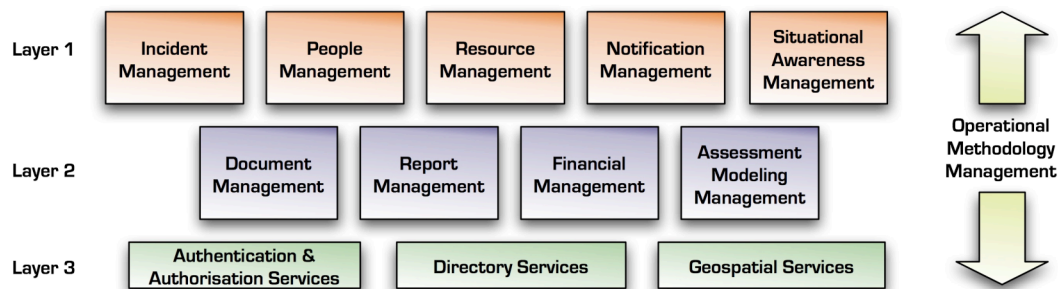 Layer 1
Incident
Management
People
Management
Resource
Management
Notification
Management
Situational
Awareness
Management
Layer 2
Document
Management
Report
Management
Financial
Management
Assessment
Modeling
Management
Layer 3
Authentication &
Authorisation Services
Directory Services
Geospatial Services
Operational
Methodology
Management